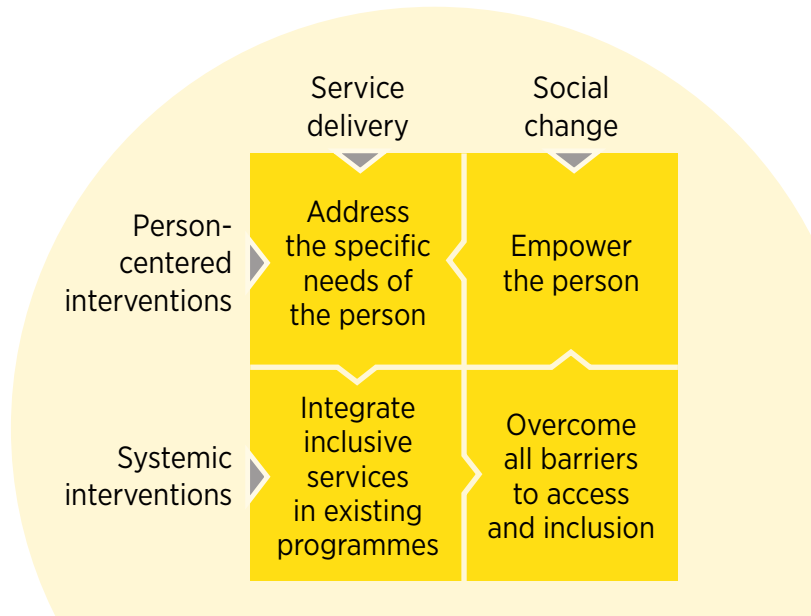 Service
delivery
Social
change
Person-
centered
interventions
Address
the specific
needs of
the person
Empower
the person
Systemic
interventions
Integrate
inclusive
services
in existing
programmes
Overcome
all barriers
to access
and inclusion